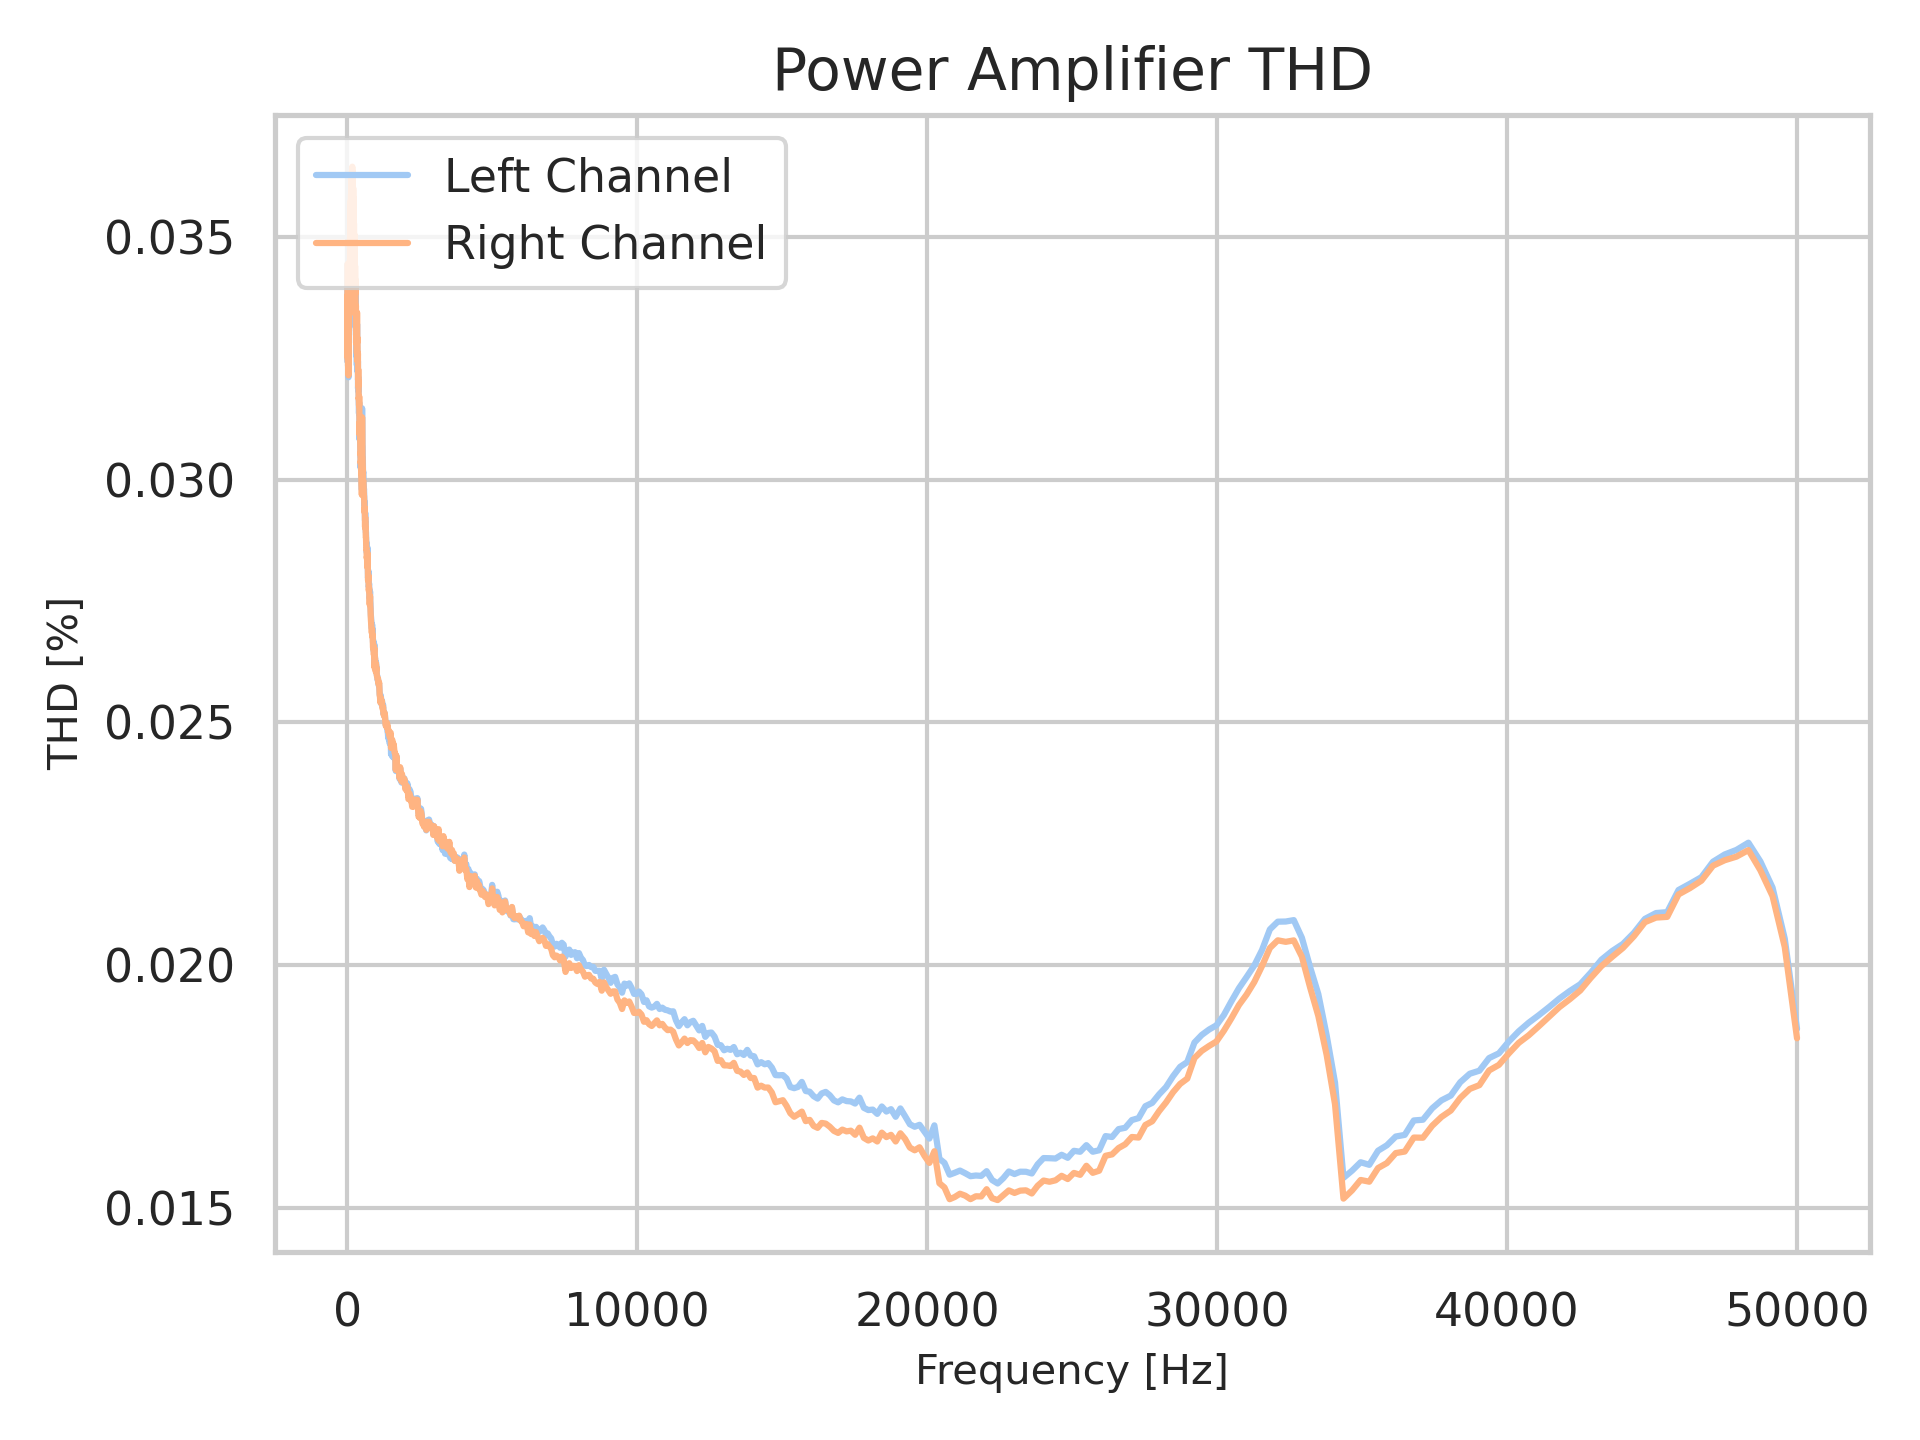 Power Amplifier THD
Left Channel
Right Channel
0.035
0.030
0.025
0.020
0.015
THD [%]
0
10000
20000
30000
40000
50000
Frequency [Hz]